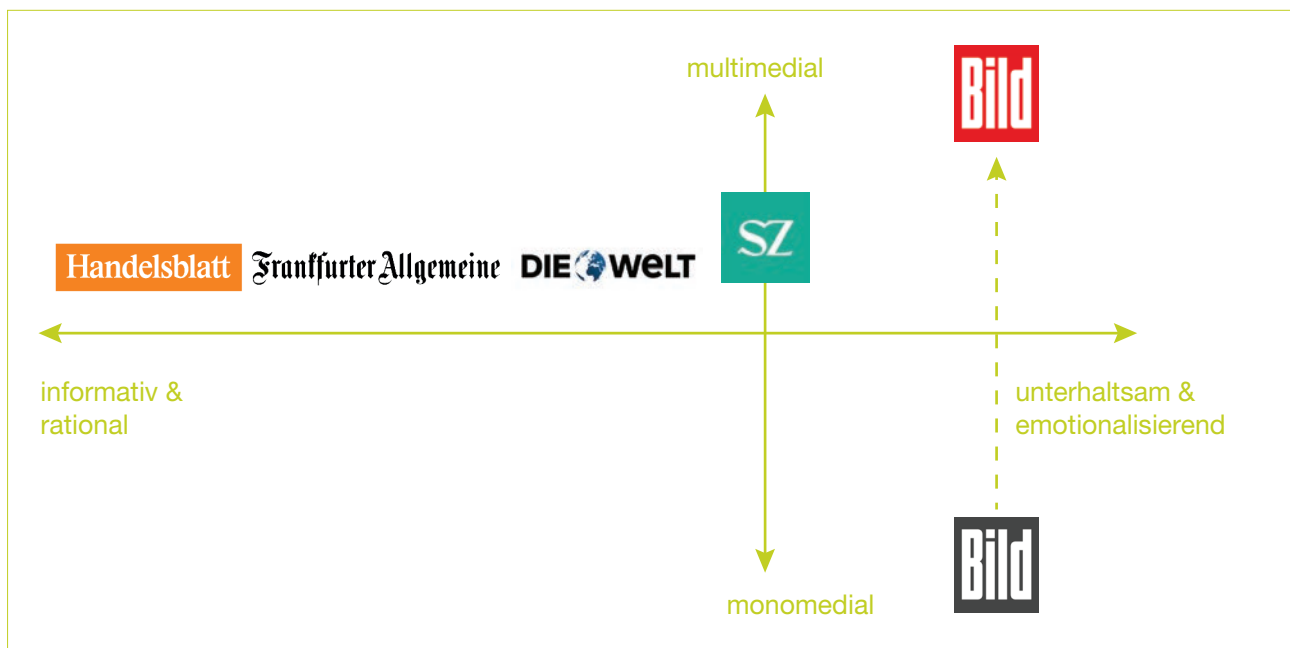 multimedial
Bild
SZ
Handelsblatt
Frankfurter Allgemeine
DIE WELT
informativ &
rational
unterhaltsam &
emotionalisierend
Bild
monomedial